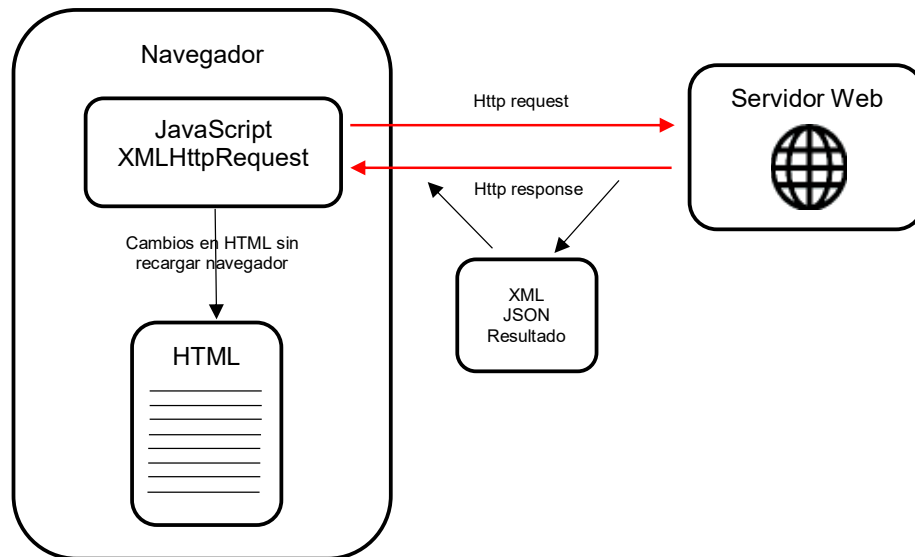 Navegador
JavaScript
XMLHttpRequest
Cambios en HTML sin
recargar navegador
HTML
Http request
Http response
XML
JSON
Resultado
Servidor Web